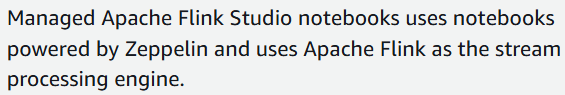 Managed Apache Flink Studio notebooks uses notebooks
powered by Zeppelin and uses Apache Flink as the stream
processing engine.